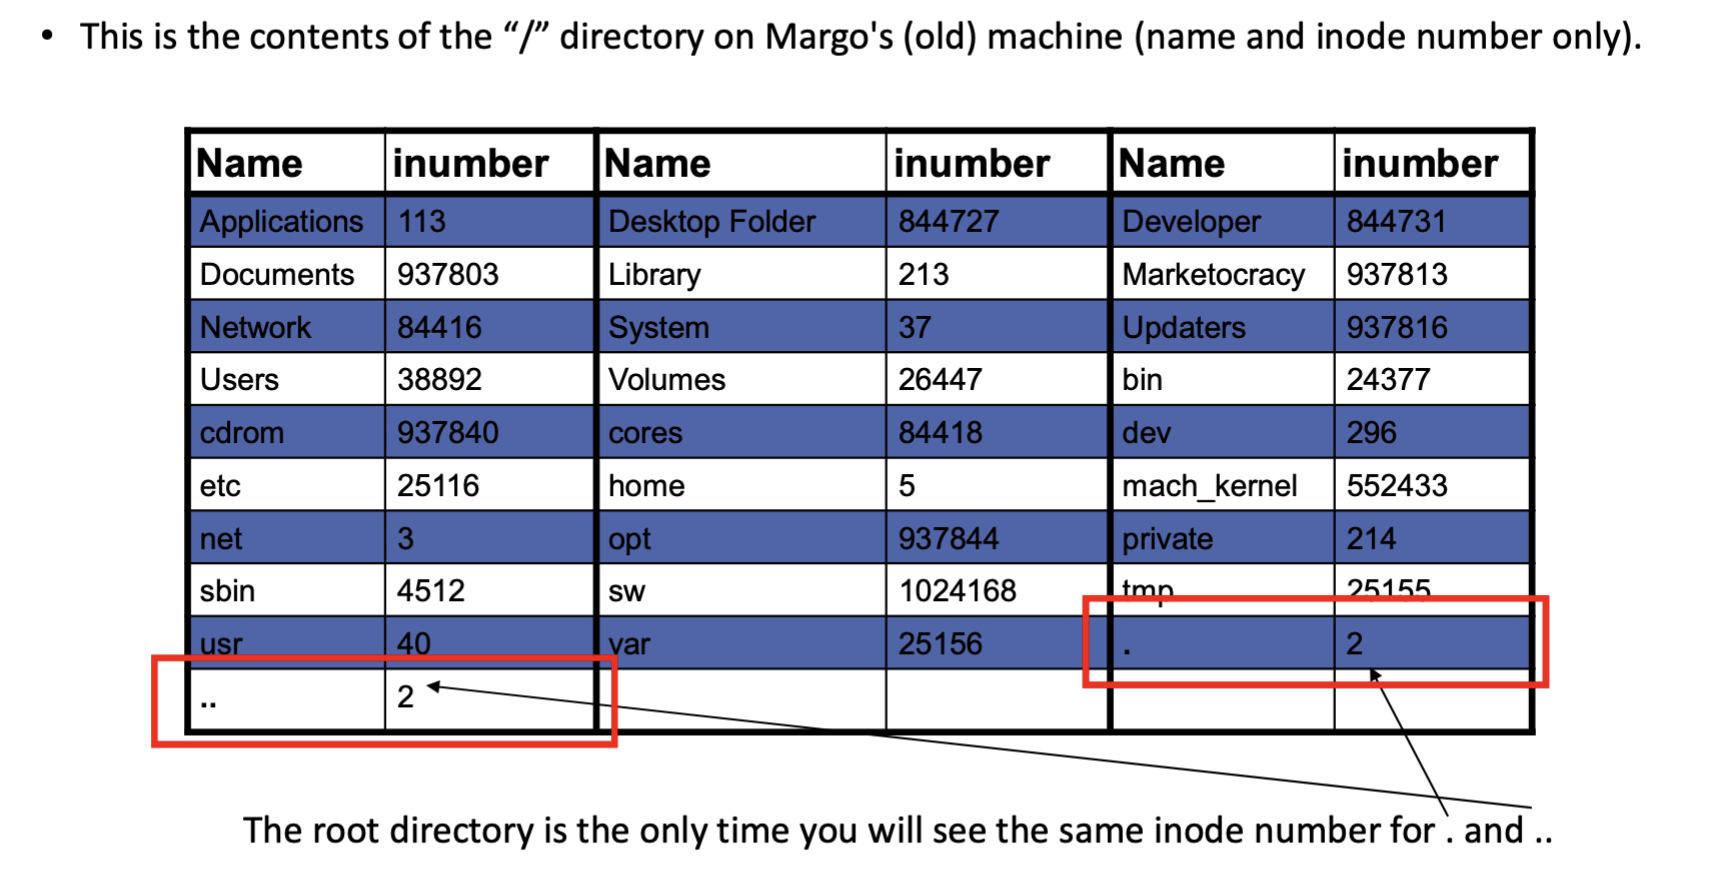 • This is the contents of the “/” directory on Margo's (old) machine (name and inode number only).
Name inumber Name inumber Name inumber
Applications 113 Desktop Folder 844727 Developer 844731
Documents 937803 Library 213 Marketocracy 937813
Network 84416 System 37 Updaters 937816
Users 38892 Volumes 26447 bin 24377
cdrom 937840 cores 84418 dev 296
etc 25116 home 5 mach_kernel 552433
net 3 opt 937844 private 214
sbin 4512 sw 1024168 tmp 25155
usr 40 var 25156 . 2
.. 2
The root directory is the only time you will see the same inode number for . and ..